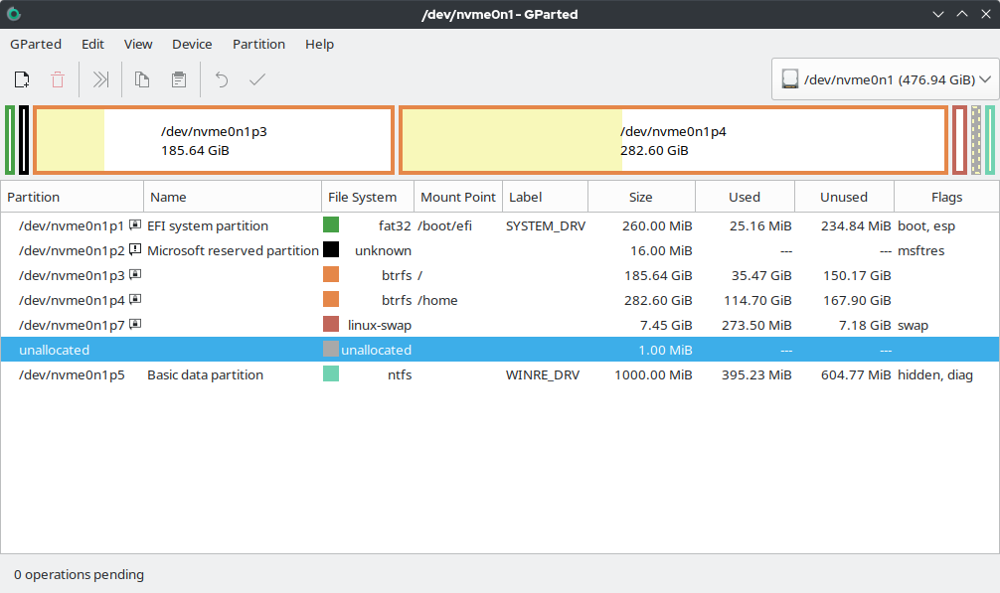 /dev/nvme0n1 - GParted
GParted Edit View Device Partition Help
/dev/nvme0n1 (476.94 GiB)
/dev/nvme0n1p3
185.64 GiB
/dev/nvme0n1p4
282.60 GiB
Partition Name File System Mount Point Label Size Used Unused Flags
/dev/nvme0n1p1 EFI system partition fat32 /boot/efi SYSTEM_DRV 260.00 MiB 25.16 MiB 234.84 MiB boot, esp
/dev/nvme0n1p2 Microsoft reserved partition unknown 16.00 MiB --- --- msftres
/dev/nvme0n1p3 btrfs / 185.64 GiB 35.47 GiB 150.17 GiB
/dev/nvme0n1p4 btrfs /home 282.60 GiB 114.70 GiB 167.90 GiB
/dev/nvme0n1p7 linux-swap 7.45 GiB 273.50 MiB 7.18 GiB swap
unallocated unallocated 1.00 MiB --- ---
/dev/nvme0n1p5 Basic data partition ntfs WINRE_DRV 1000.00 MiB 395.23 MiB 604.77 MiB hidden, diag
0 operations pending